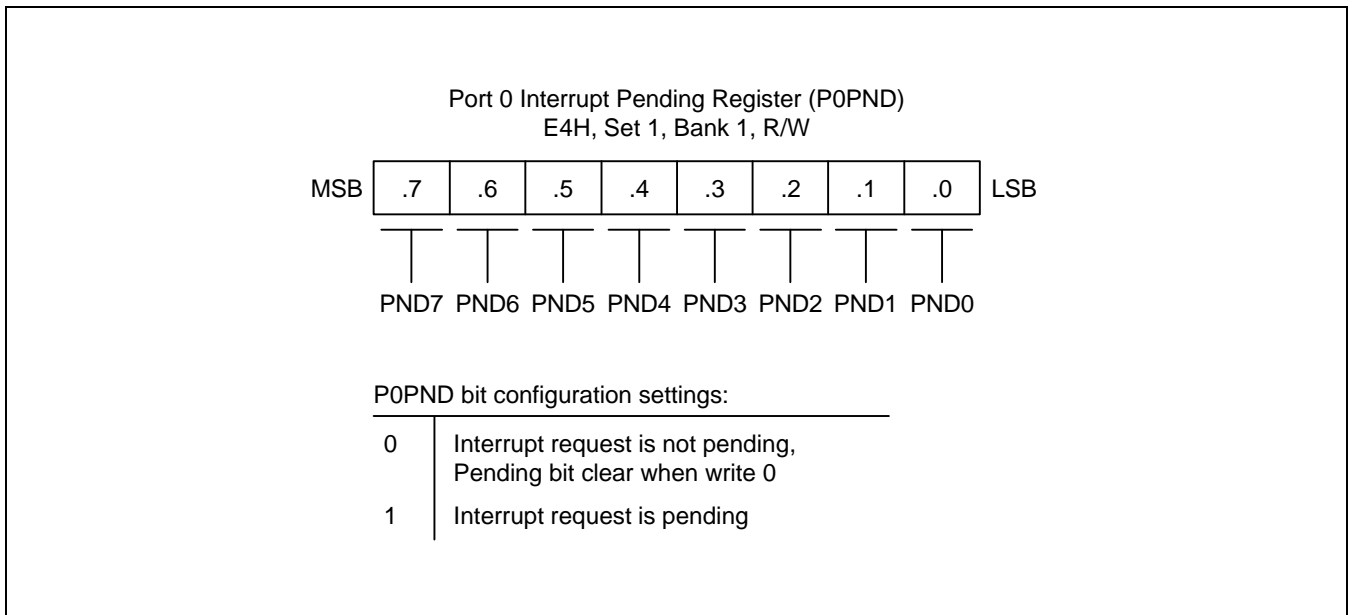 Port 0 Interrupt Pending Register (P0PND)
E4H, Set 1, Bank 1, R/W
MSB .7 .6 .5 .4 .3 .2 .1 .0 LSB
PND7 PND6 PND5 PND4 PND3 PND2 PND1 PND0
P0PND bit configuration settings:
0 Interrupt request is not pending,
Pending bit clear when write 0
1 Interrupt request is pending